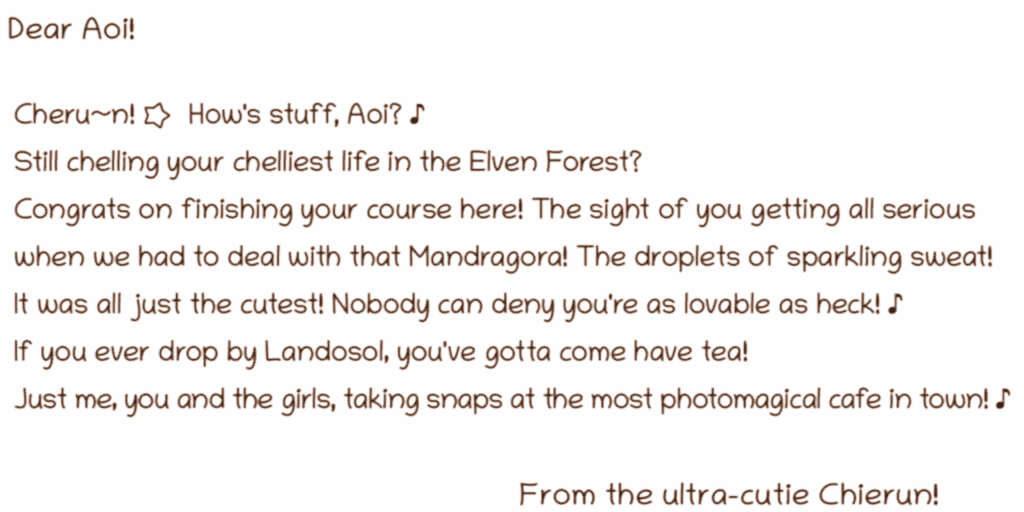 Dear Aoi!
Cheru~n! ☆ How's stuff, Aoi? ♪
Still chelling your chelliest life in the Elven Forest?
Congrats on finishing your course here! The sight of you getting all serious
when we had to deal with that Mandragora! The droplets of sparkling sweat!
It was all just the cutest! Nobody can deny you're as lovable as heck! ♪
If you ever drop by Landosol, you've gotta come have tea!
Just me, you and the girls, taking snaps at the most photomagical cafe in town! ♪
From the ultra-cutie Chierun!